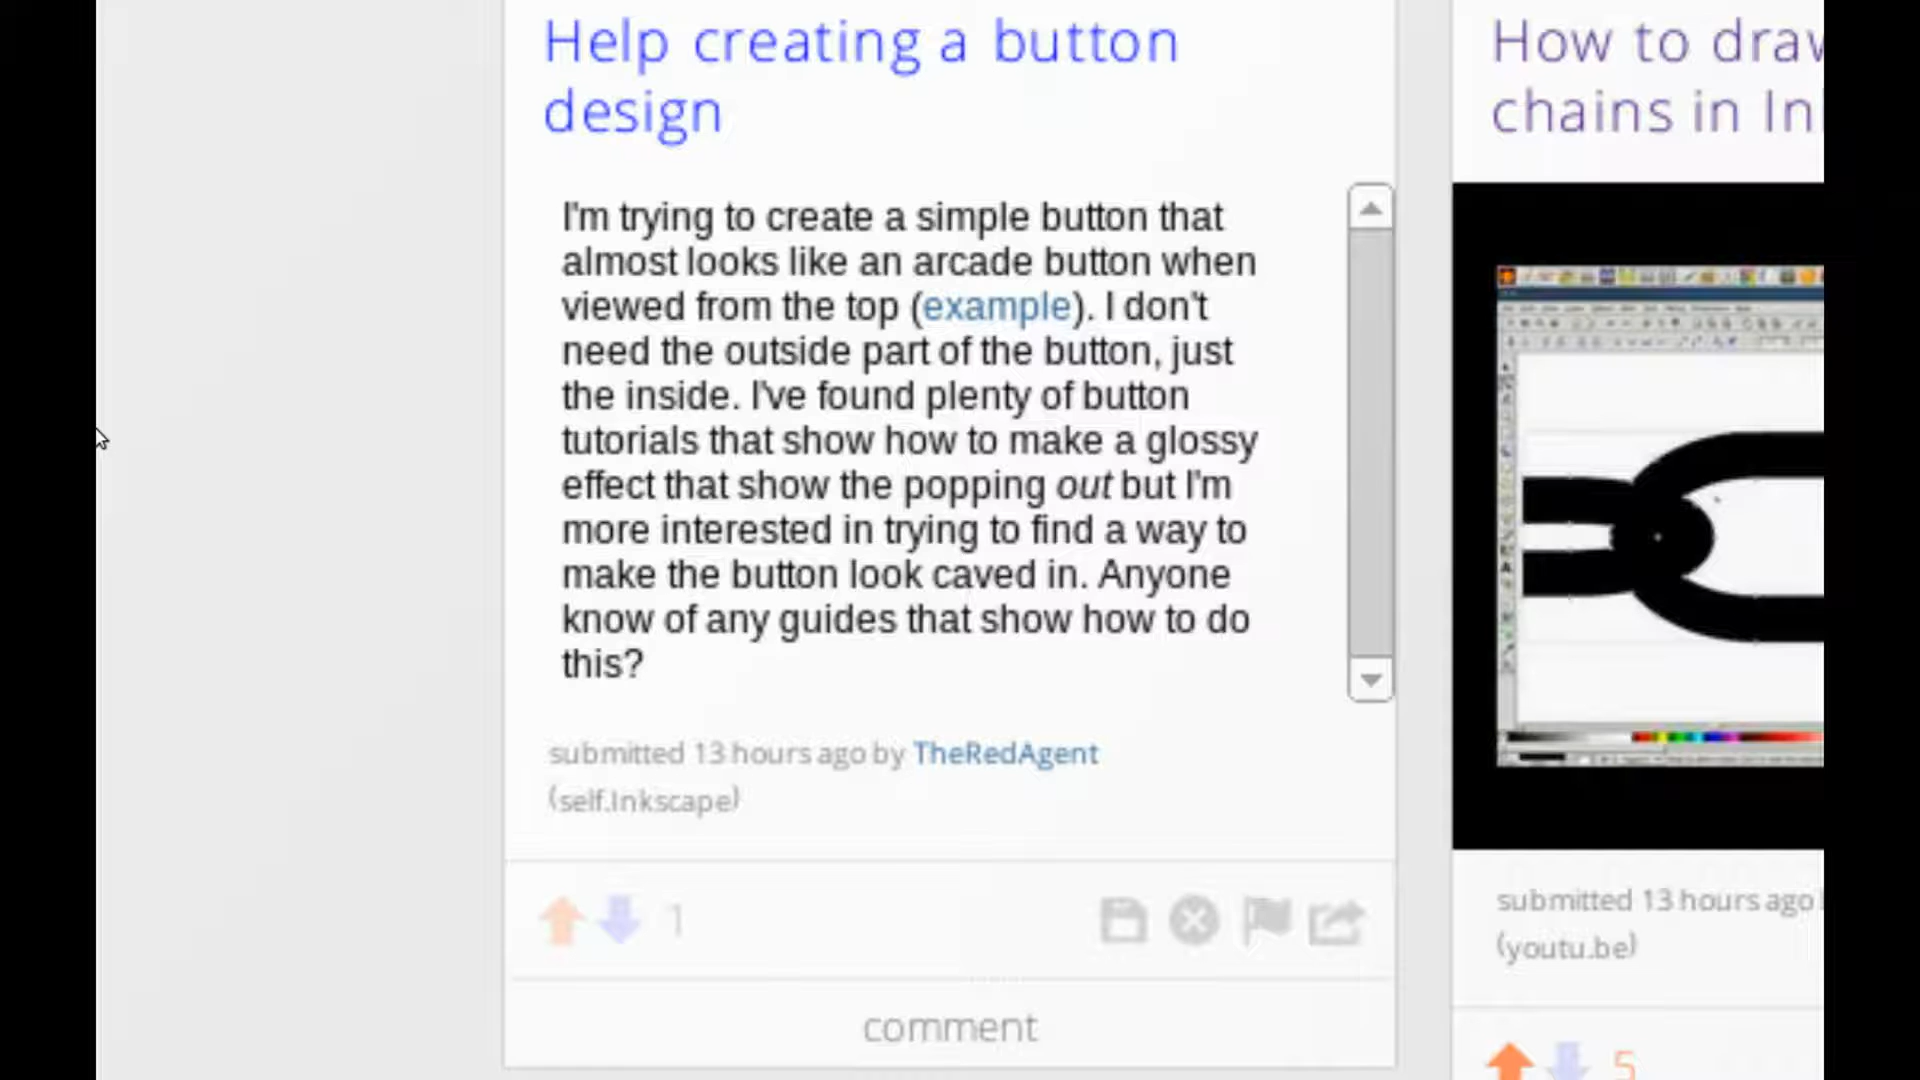 Help creating a button
design
I'm trying to create a simple button that
almost looks like an arcade button when
viewed from the top (example). I don't
need the outside part of the button, just
the inside. I've found plenty of button
tutorials that show how to make a glossy
effect that show the popping out but I'm
more interested in trying to find a way to
make the button look caved in. Anyone
know of any guides that show how to do
this?
submitted 13 hours ago by TheRedAgent
(self.Inkscape)
1
comment
How to draw
chains in In
submitted 13 hours ago
(youtu.be)
5